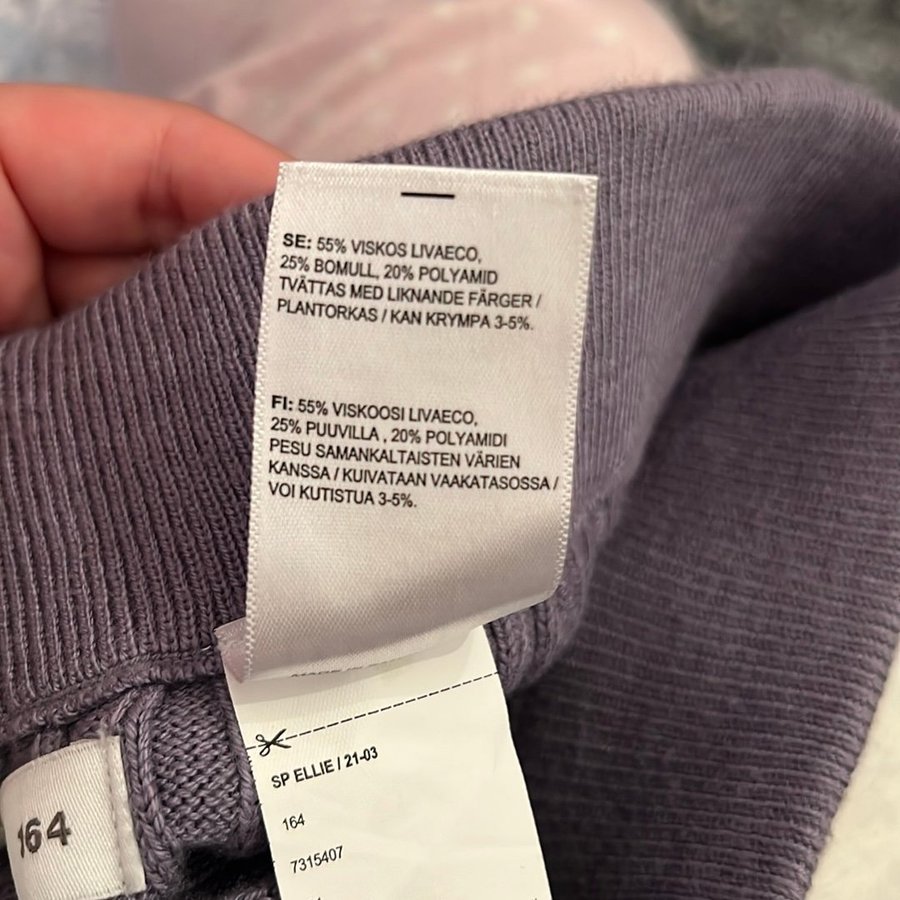 SE: 55% VISKOS LIVAECO,
25% BOMULL, 20% POLYAMID
TVÄTTAS MED LIKNANDE FÄRGER /
PLANTORKAS / KAN KRYMPA 3-5%.
FI: 55% VISKOOSI LIVAECO,
25% PUUVILLA , 20% POLYAMIDI
PESU SAMANKALTAISTEN VÄRIEN
KANSSA / KUIVATAAN VAAKATASOSSA /
VOI KUTISTUA 3-5%.
SP ELLIE / 21-03
164
7315407
164